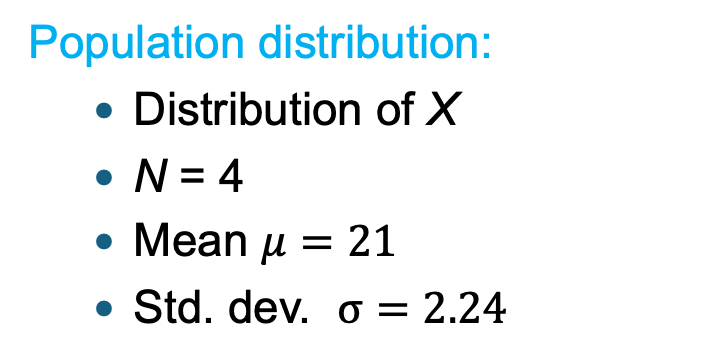 Population distribution:
• Distribution of X
• N = 4
• Mean μ = 21
• Std. dev. σ = 2.24